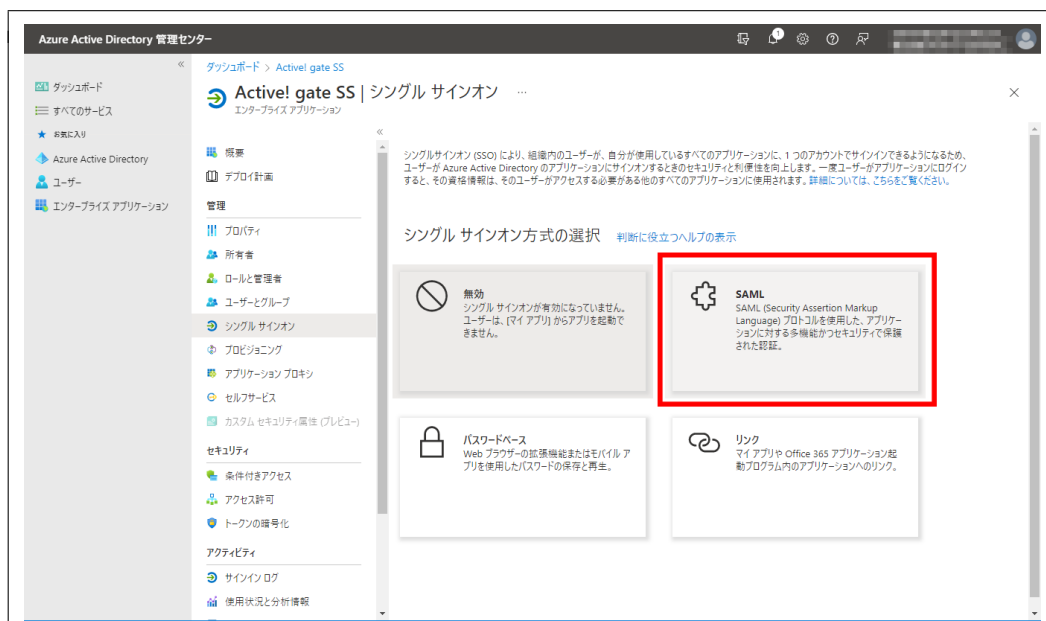 Azure Active Directory 管理センター
1
«
ダッシュボード
すべてのサービス
お気に入り
Azure Active Directory
ユーザー
エンタープライズ アプリケーション
ダッシュボード > Active! gate SS
Active! gate SS | シングル サインオン ...
エンタープライズ アプリケーション
«
概要
デプロイ計画
管理
プロパティ
所有者
ロールと管理者
ユーザーとグループ
シングル サインオン
プロビジョニング
アプリケーション プロキシ
セルフサービス
カスタム セキュリティ属性 (プレビュー)
セキュリティ
条件付きアクセス
アクセス許可
トークンの暗号化
アクティビティ
サインイン ログ
使用状況と分析情報
シングルサインオン (SSO) により、組織内のユーザーが、自分が使用しているすべてのアプリケーションに、1 つのアカウントでサインインできるようになるため、
ユーザーが Azure Active Directory のアプリケーションにサインオンするときのセキュリティと利便性を向上します。一度ユーザーがアプリケーションにログイン
すると、その資格情報は、そのユーザーがアクセスする必要がある他のすべてのアプリケーションに使用されます。詳細については、こちらをご覧ください。
シングル サインオン方式の選択 判断に役立つヘルプの表示
無効
シングル サインオンが有効になっていません。
ユーザーは、[マイ アプリ] からアプリを起動で
きません。
SAML
SAML (Security Assertion Markup
Language) プロトコルを使用した、アプリケー
ションに対する多機能かつセキュリティで保護
された認証。
パスワードベース
Web ブラウザーの拡張機能またはモバイル ア
プリを使用したパスワードの保存と再生。
リンク
マイ アプリや Office 365 アプリケーション起
動プログラム内のアプリケーションへのリンク。